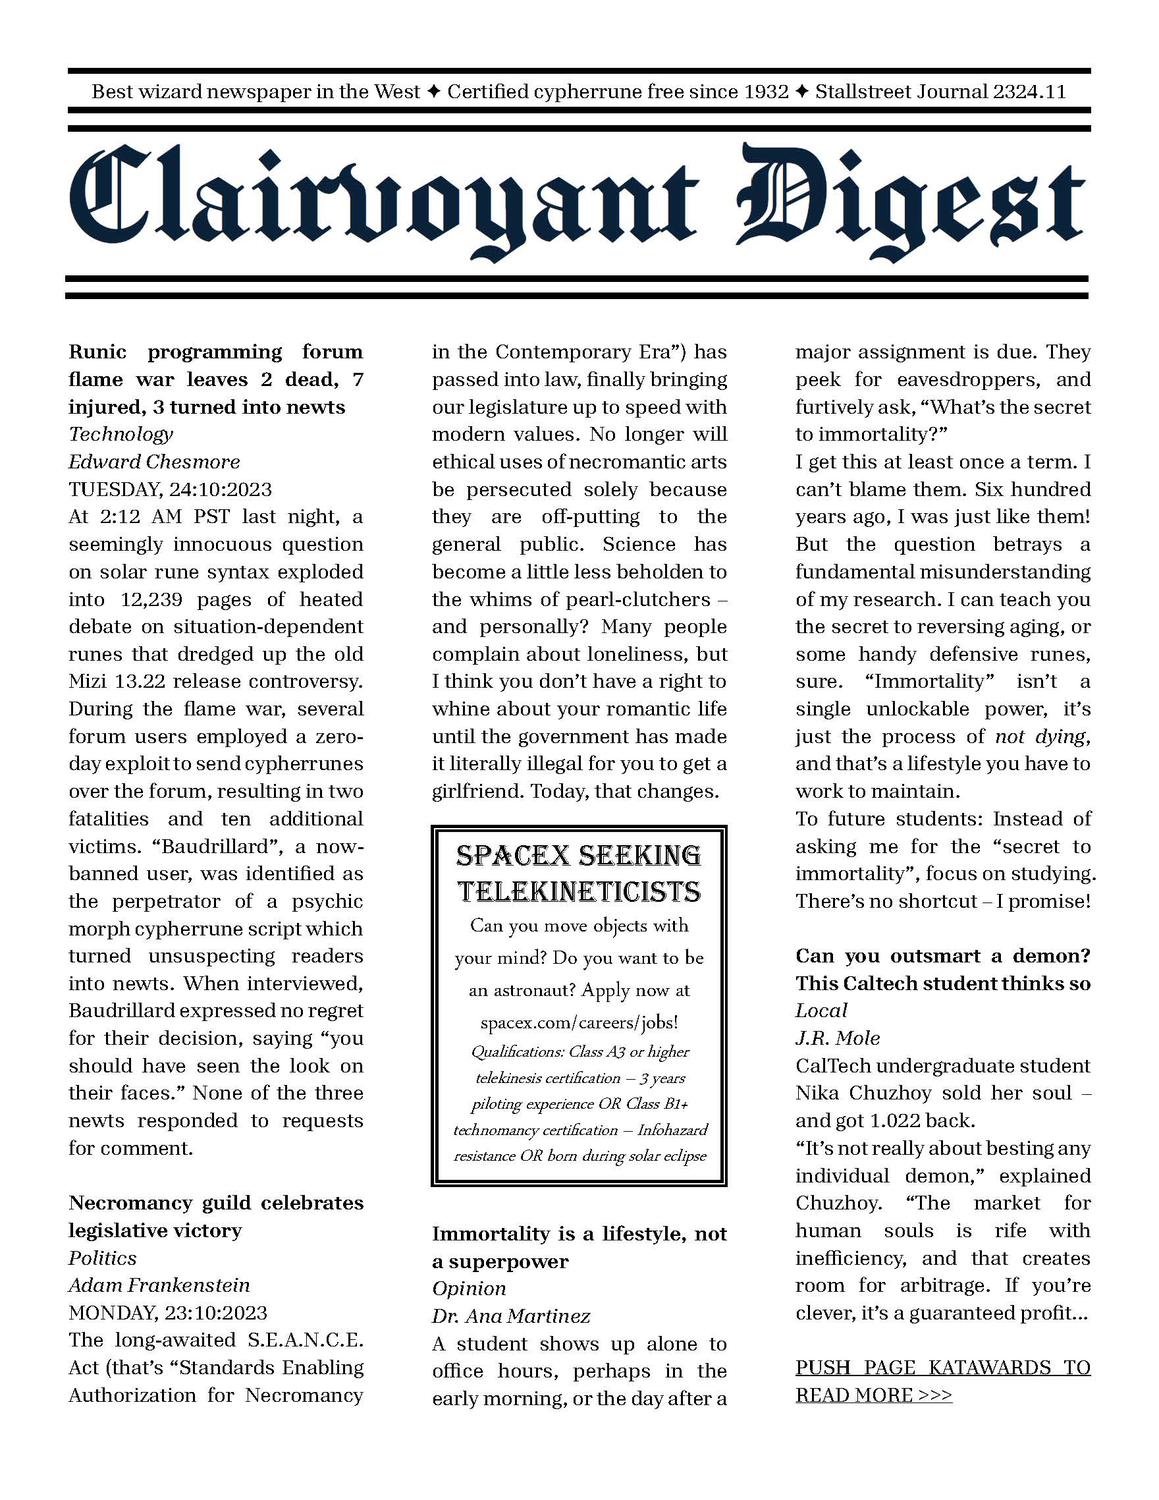 Best wizard newspaper in the West ✦ Certified cypherrune free since 1932 ✦ Stallstreet Journal 2324.11
Clairvoyant Digest
Runic programming forum
flame war leaves 2 dead, 7
injured, 3 turned into newts
Technology
Edward Chesmore
TUESDAY, 24:10:2023
At 2:12 AM PST last night, a
seemingly innocuous question
on solar rune syntax exploded
into 12,239 pages of heated
debate on situation-dependent
runes that dredged up the old
Mizi 13.22 release controversy.
During the flame war, several
forum users employed a zero-
day exploit to send cypherrunes
over the forum, resulting in two
fatalities and ten additional
victims. “Baudrillard”, a now-
banned user, was identified as
the perpetrator of a psychic
morph cypherrune script which
turned unsuspecting readers
into newts. When interviewed,
Baudrillard expressed no regret
for their decision, saying “you
should have seen the look on
their faces.” None of the three
newts responded to requests
for comment.
Necromancy guild celebrates
legislative victory
Politics
Adam Frankenstein
MONDAY, 23:10:2023
The long-awaited S.E.A.N.C.E.
Act (that’s “Standards Enabling
Authorization for Necromancy
in the Contemporary Era”) has
passed into law, finally bringing
our legislature up to speed with
modern values. No longer will
ethical uses of necromantic arts
be persecuted solely because
they are off-putting to the
general public. Science has
become a little less beholden to
the whims of pearl-clutchers –
and personally? Many people
complain about loneliness, but
I think you don’t have a right to
whine about your romantic life
until the government has made
it literally illegal for you to get a
girlfriend. Today, that changes.
SPACEX SEEKING
TELEKINETICISTS
Can you move objects with
your mind? Do you want to be
an astronaut? Apply now at
spacex.com/careers/jobs!
Qualifications: Class A3 or higher
telekinesis certification – 3 years
piloting experience OR Class B1+
technomancy certification – Infohazard
resistance OR born during solar eclipse
Immortality is a lifestyle, not
a superpower
Opinion
Dr. Ana Martinez
A student shows up alone to
office hours, perhaps in the
early morning, or the day after a
major assignment is due. They
peek for eavesdroppers, and
furtively ask, “What’s the secret
to immortality?”
I get this at least once a term. I
can’t blame them. Six hundred
years ago, I was just like them!
But the question betrays a
fundamental misunderstanding
of my research. I can teach you
the secret to reversing aging, or
some handy defensive runes,
sure. “Immortality” isn’t a
single unlockable power, it’s
just the process of not dying,
and that’s a lifestyle you have to
work to maintain.
To future students: Instead of
asking me for the “secret to
immortality”, focus on studying.
There’s no shortcut – I promise!
Can you outsmart a demon?
This Caltech student thinks so
Local
J.R. Mole
CalTech undergraduate student
Nika Chuzhoy sold her soul –
and got 1.022 back.
“It’s not really about besting any
individual demon,” explained
Chuzhoy. “The market for
human souls is rife with
inefficiency, and that creates
room for arbitrage. If you’re
clever, it’s a guaranteed profit...
PUSH PAGE KATAWARDS TO
READ MORE >>>